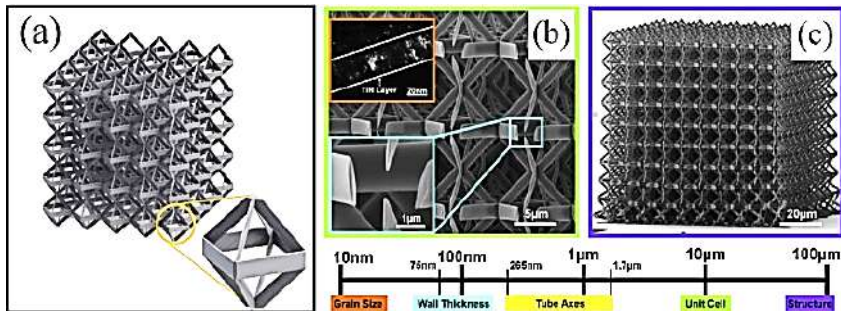 (a)
(b)
(c)
TiN Layer
20nm
1μm
5μm
20μm
10nm
75nm
100nm
265nm
1μm
1.7μm
10μm
100μm
Grain Size
Wall Thickness
Tube Axes
Unit Cell
Structure